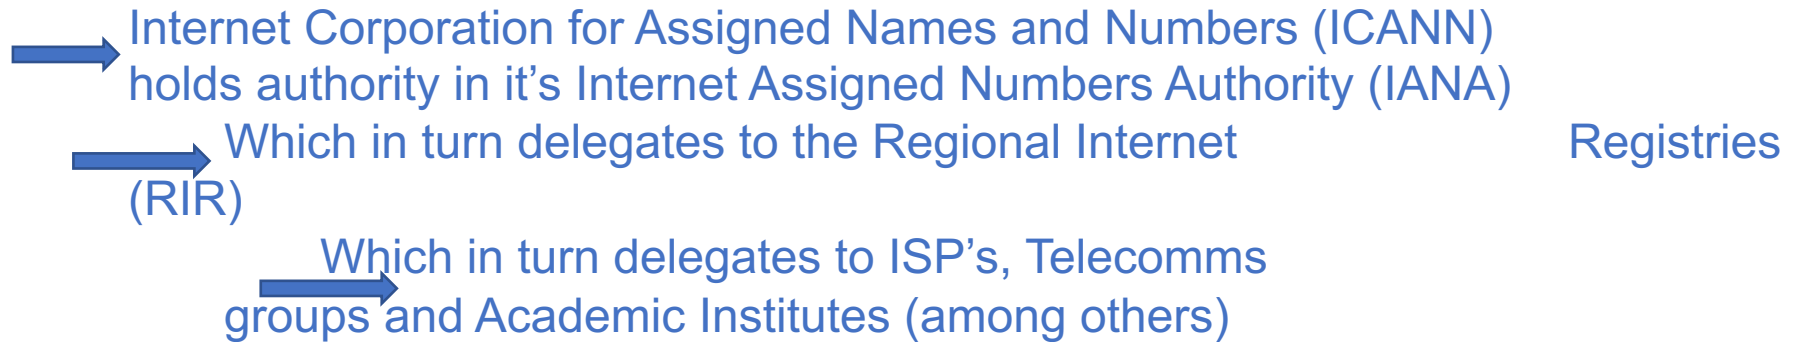 Internet Corporation for Assigned Names and Numbers (ICANN)
holds authority in it’s Internet Assigned Numbers Authority (IANA)
Which in turn delegates to the Regional Internet Registries
(RIR)
Which in turn delegates to ISP’s, Telecomms
groups and Academic Institutes (among others)